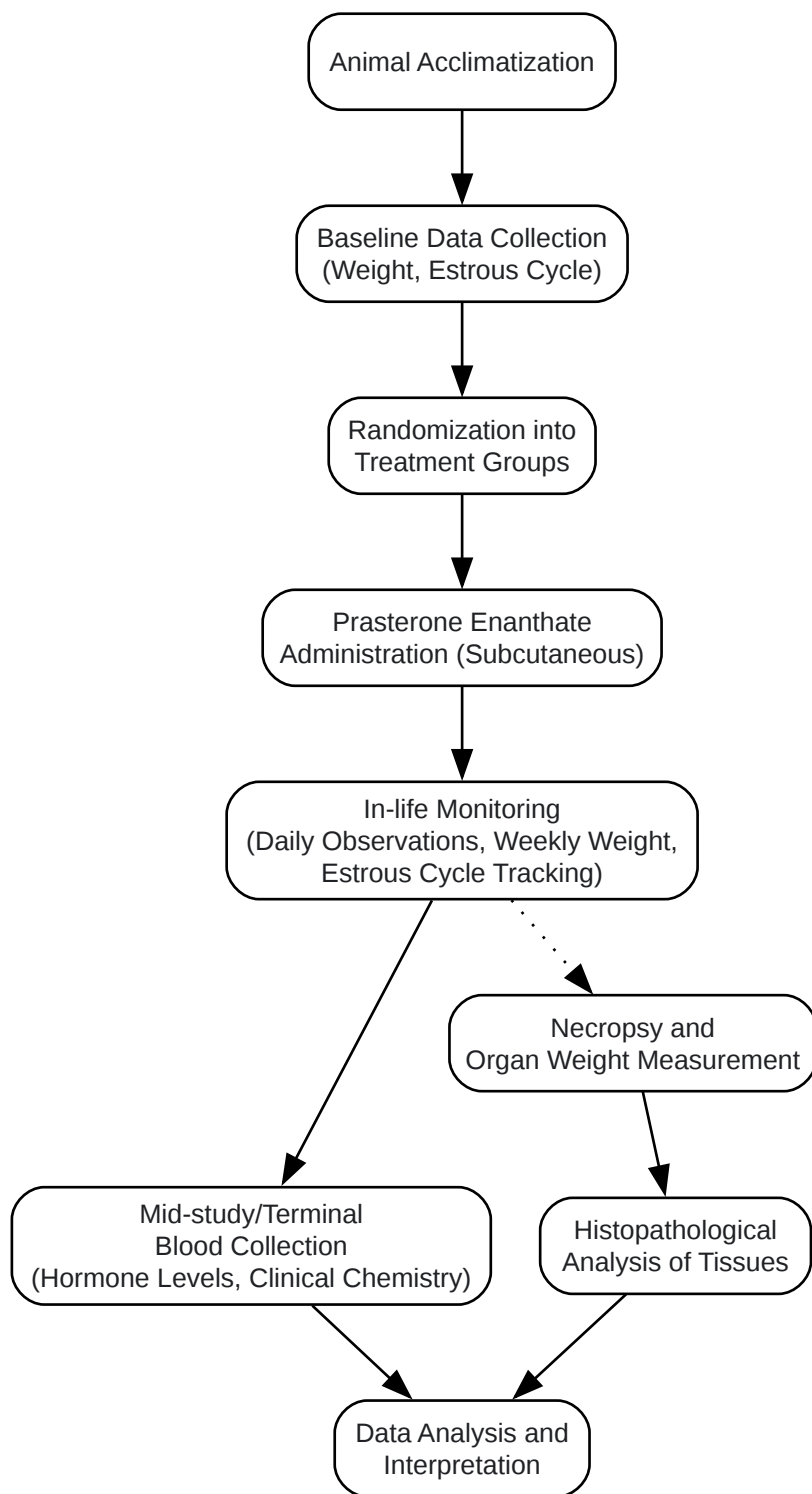 Animal Acclimatization
Baseline Data Collection
(Weight, Estrous Cycle)
Randomization into
Treatment Groups
Prasterone Enanthate
Administration (Subcutaneous)
In-life Monitoring
(Daily Observations, Weekly Weight,
Estrous Cycle Tracking)
Necropsy and
Organ Weight Measurement
Mid-study/Terminal
Blood Collection
(Hormone Levels, Clinical Chemistry)
Histopathological
Analysis of Tissues
Data Analysis and
Interpretation